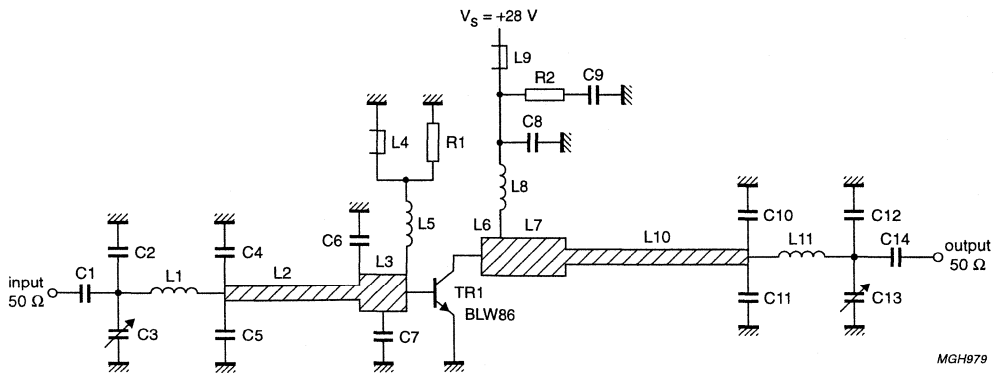 V_S = +28 V
L9
R2
C9
C8
L4
R1
L8
L5
L6
L7
C6
L3
C2
C4
C10
C12
L10
L11
C14
output
50 Ω
input
50 Ω
C1
L1
L2
TR1
BLW86
C3
C5
C7
C11
C13
MGH979